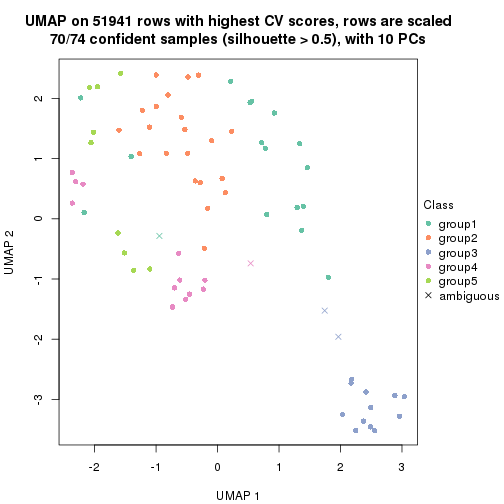 UMAP on 51941 rows with highest CV scores, rows are scaled
70/74 confident samples (silhouette > 0.5), with 10 PCs
2
1
0
-1
-2
-3
UMAP 2
-2
-1
0
1
2
3
UMAP 1
Class
group1
group2
group3
group4
group5
ambiguous